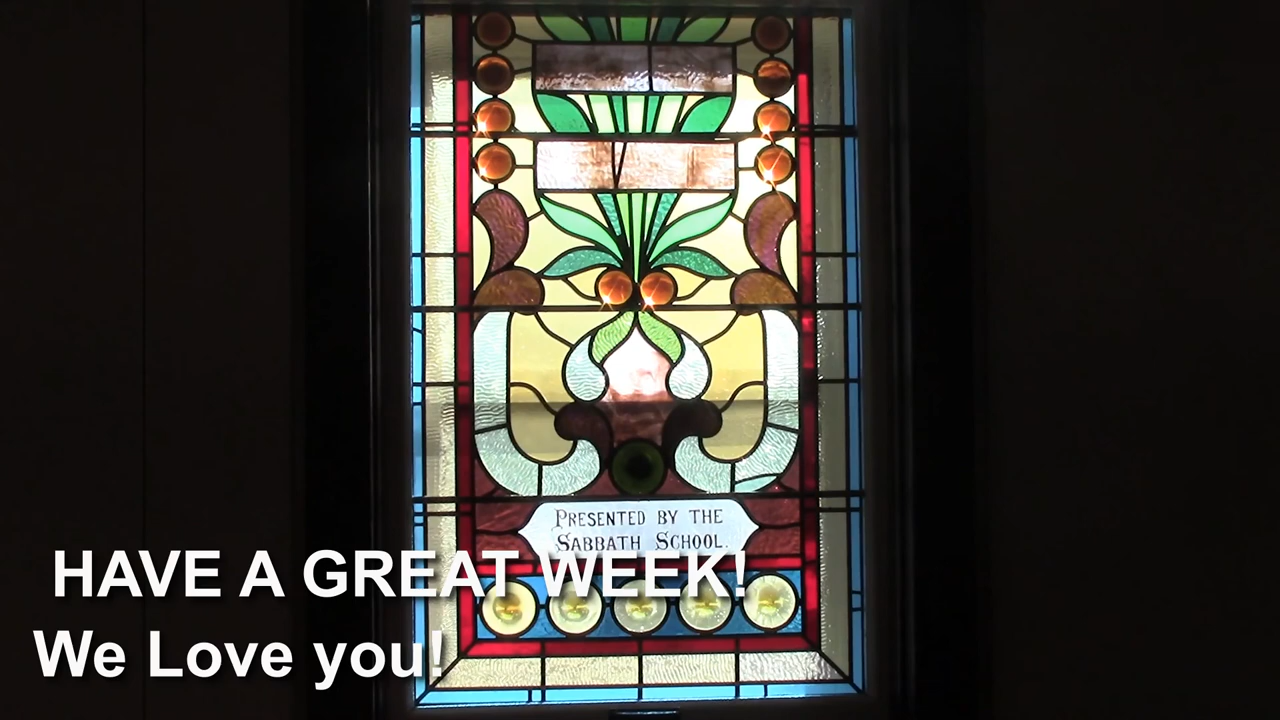 PRESENTED BY THE
SABBATH SCHOOL.
HAVE A GREAT WEEK!
We Love you!